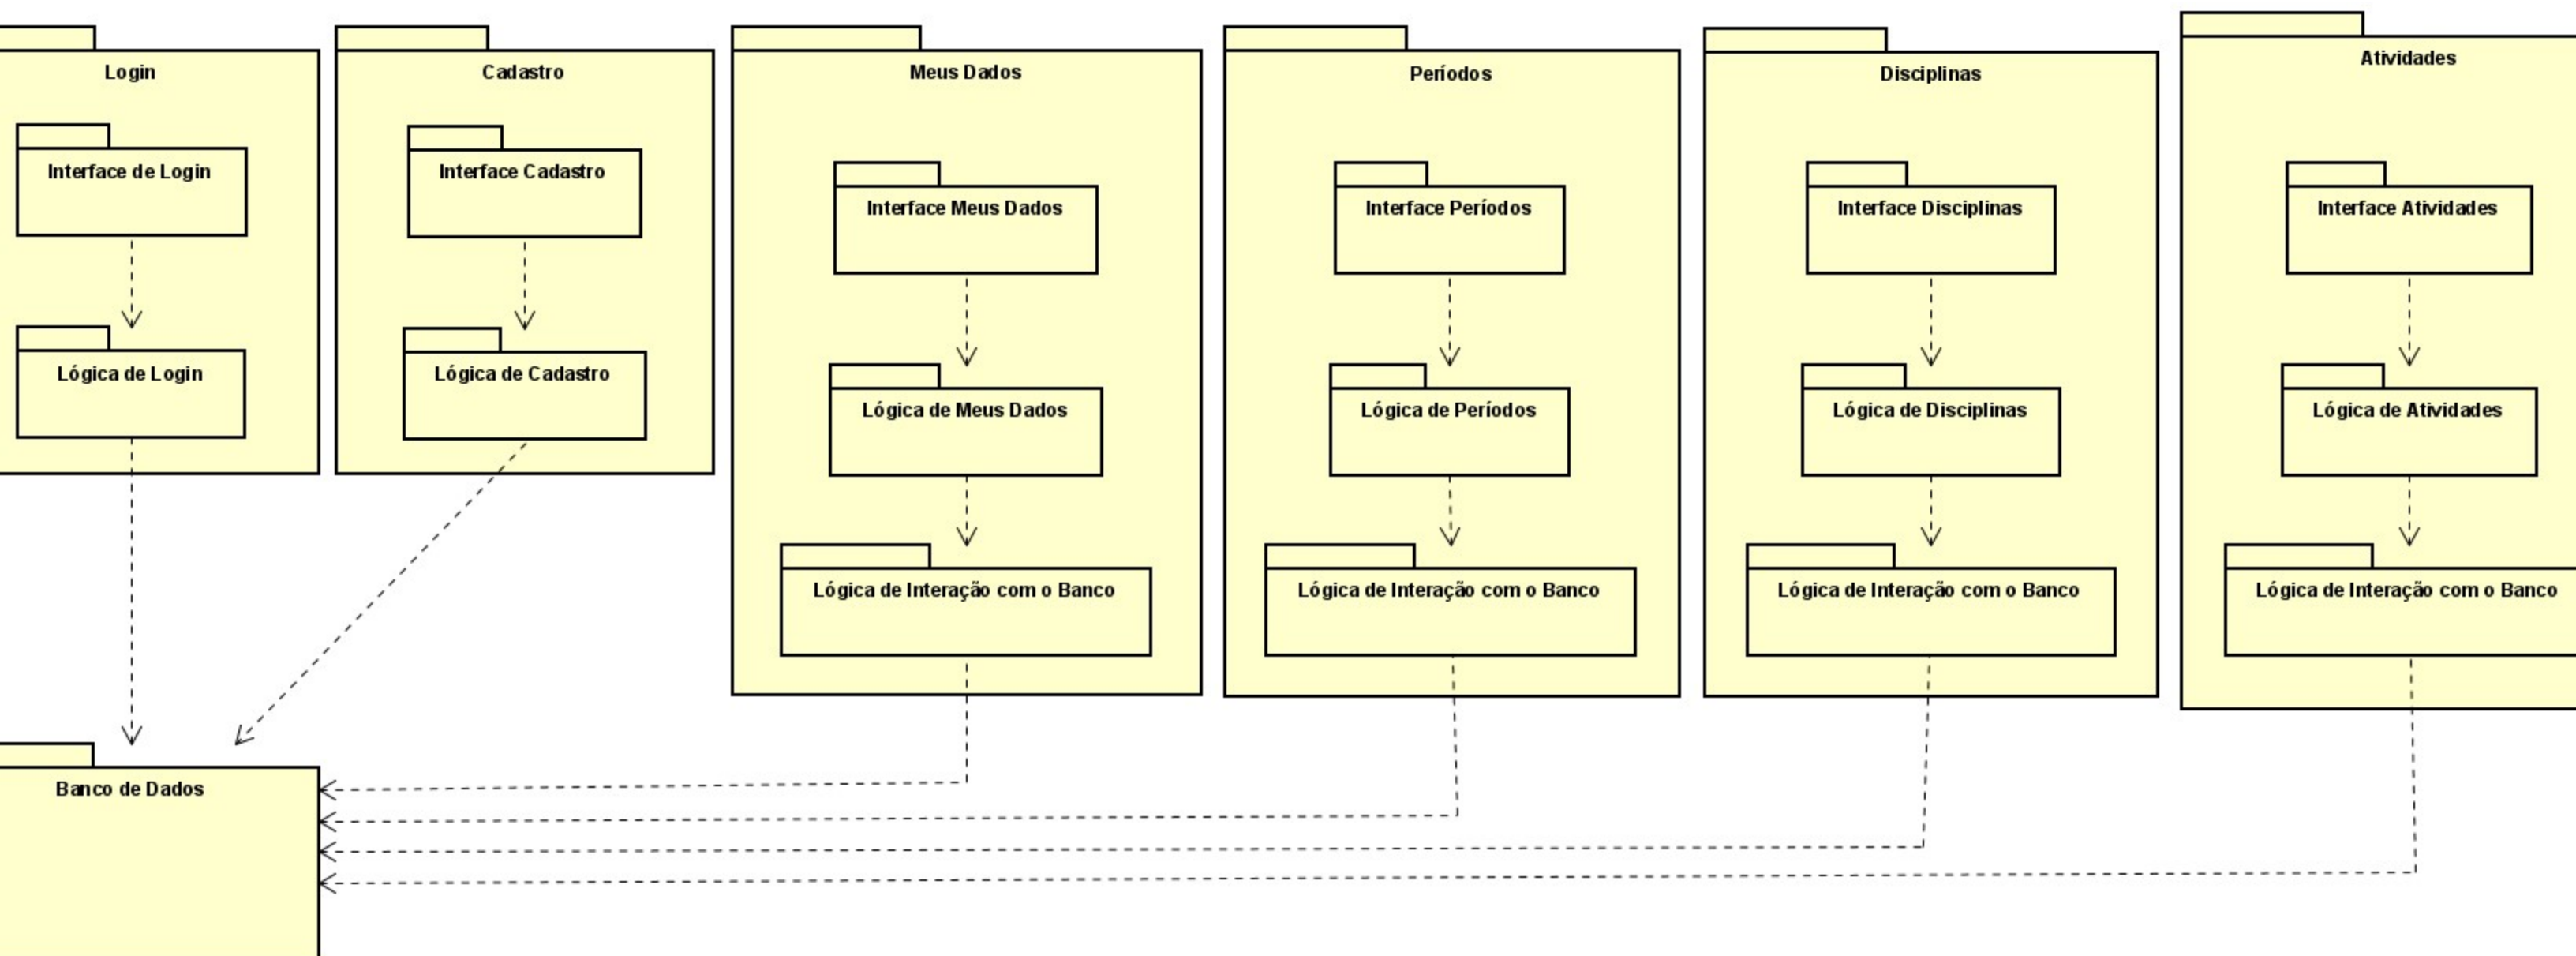 Login
Interface de Login
Lógica de Login
Cadastro
Interface Cadastro
Lógica de Cadastro
Meus Dados
Interface Meus Dados
Lógica de Meus Dados
Lógica de Interação com o Banco
Períodos
Interface Períodos
Lógica de Períodos
Lógica de Interação com o Banco
Disciplinas
Interface Disciplinas
Lógica de Disciplinas
Lógica de Interação com o Banco
Atividades
Interface Atividades
Lógica de Atividades
Lógica de Interação com o Banco
Banco de Dados